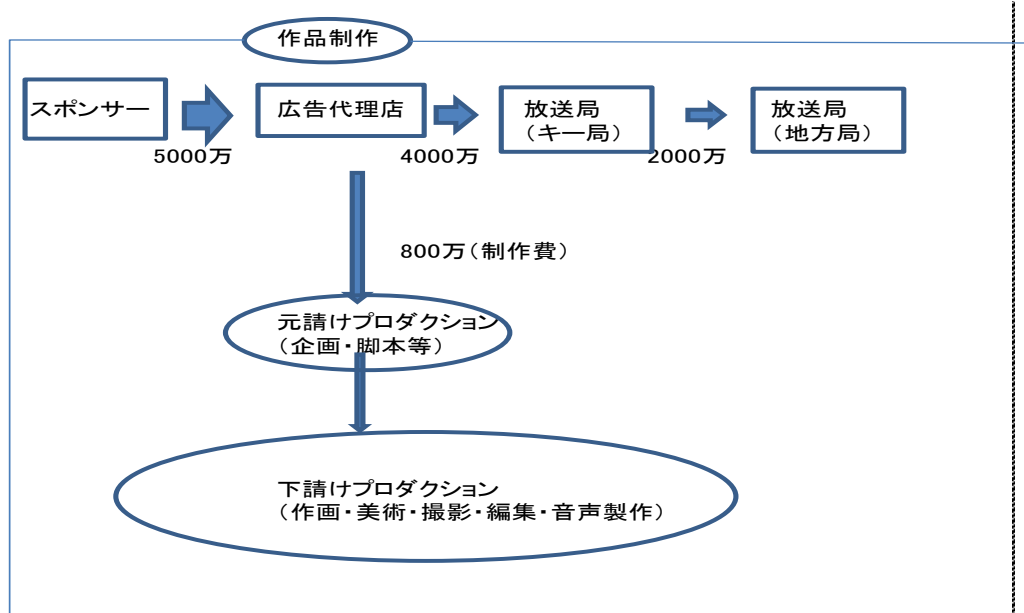 作品制作
スポンサー
広告代理店
放送局
(キー局)
放送局
(地方局)
5000万
4000万
2000万
800万(制作費)
元請けプロダクション
(企画・脚本等)
下請けプロダクション
(作画・美術・撮影・編集・音声製作)